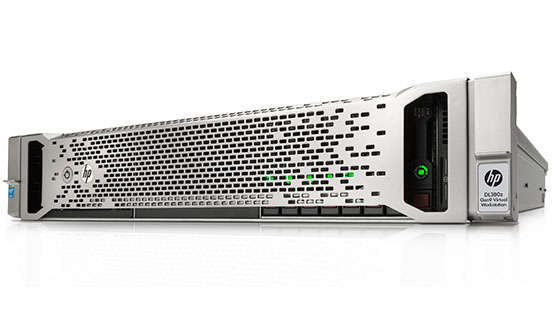 hp
hp
DL380z
Gen9 Virtual
Workstation